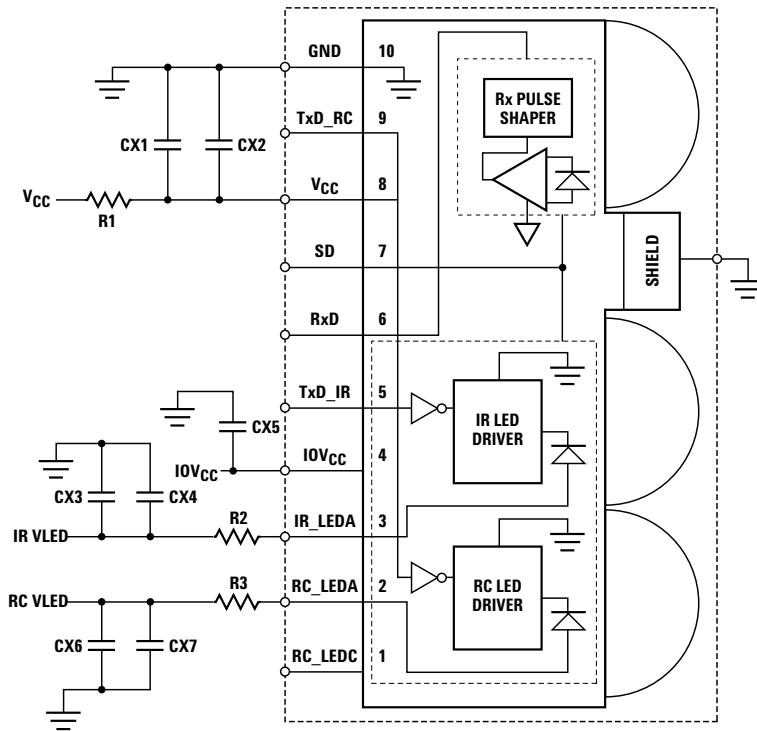 GND 10
TxD_RC 9
CX1 CX2
Rx PULSE
SHAPER
VCC R1 VCC 8
SD 7
SHIELD
RxD 6
TxD_IR 5
CX5
IR LED
DRIVER
IOVCC IOVCC 4
CX3 CX4
IR VLED R2 IR_LEDA 3
RC VLED R3 RC_LEDA 2
RC LED
DRIVER
CX6 CX7
RC_LEDC 1